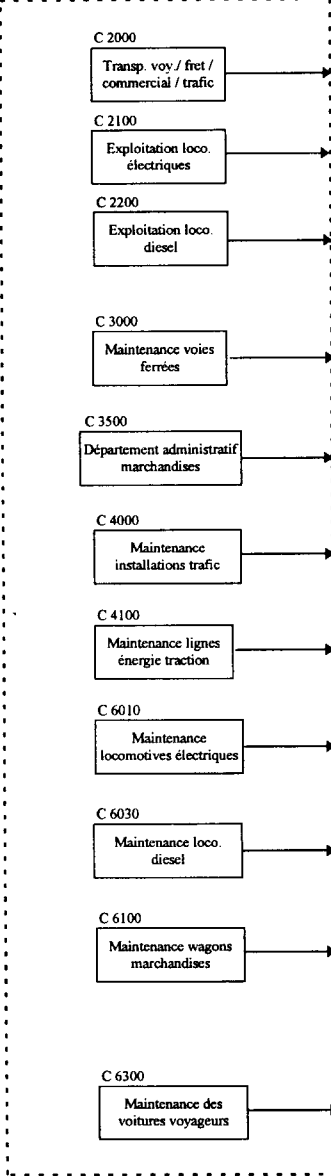 C 2000
Transp. voy./ fret /
commercial / trafic
C 2100
Exploitation loco.
électriques
C 2200
Exploitation loco.
diesel
C 3000
Maintenance voies
ferrées
C 3500
Département administratif
marchandises
C 4000
Maintenance
installations trafic
C 4100
Maintenance lignes
énergie traction
C 6010
Maintenance
locomotives électriques
C 6030
Maintenance loco.
diesel
C 6100
Maintenance wagons
marchandises
C 6300
Maintenance des
voitures voyageurs